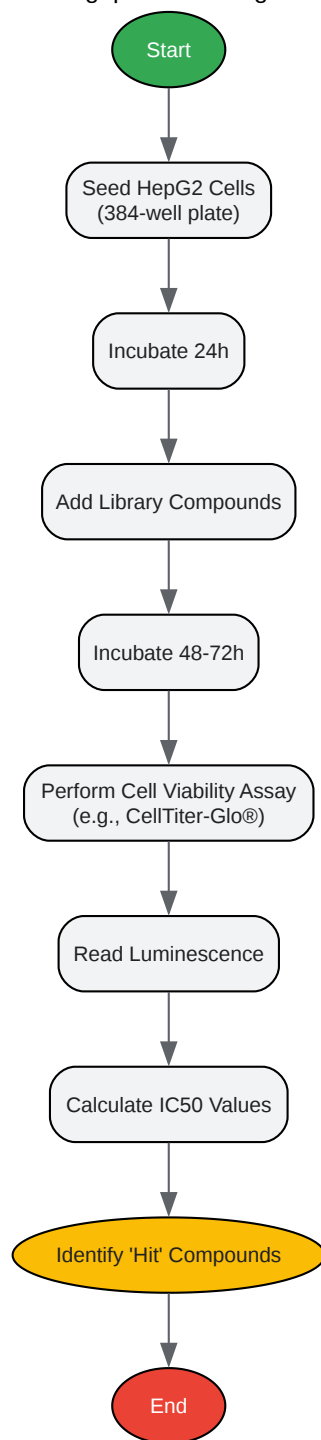 Start
Seed HepG2 Cells
(384-well plate)
Incubate 24h
Add Library Compounds
Incubate 48-72h
Perform Cell Viability Assay
(e.g., CellTiter-Glo®)
Read Luminescence
Calculate IC50 Values
Identify 'Hit' Compounds
End